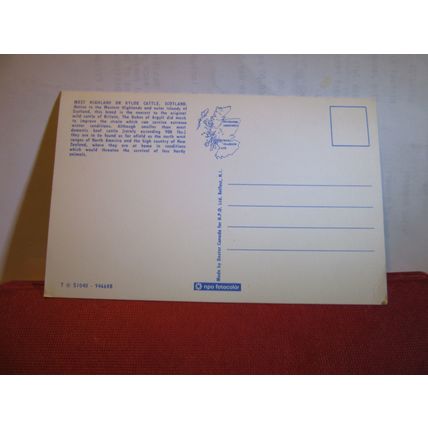 WEST HIGHLAND OR KYLOE CATTLE, SCOTLAND.
Native to the Western Highlands and outer islands of
Scotland, this breed is the nearest to the original
wild cattle of Britain. The Dukes of Argyll did much
to improve the strain which can survive extreme
winter conditions. Although smaller than most
domestic beef cattle (rarely exceeding 900 lbs.)
they are to be found as far afield as the north west
ranges of North America and the high country of New
Zealand, where they are at home in conditions
which would threaten the survival of less hardy
animals.
T
S1040 - 94668B
Made by Dexter Canada for N.P.O. Ltd. Belfast, N.I.
npo fotocolor